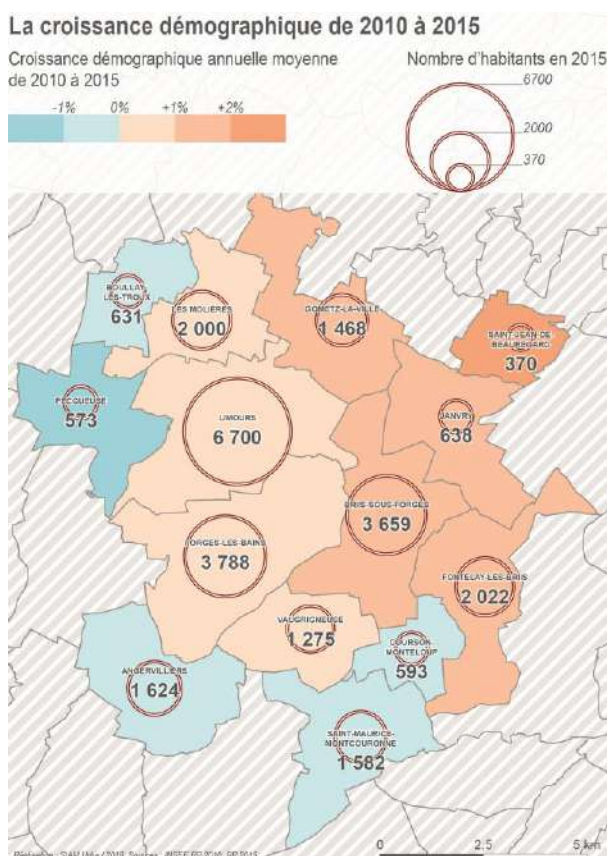 La croissance démographique de 2010 à 2015
Croissance démographique annuelle moyenne
de 2010 à 2015
Nombre d'habitants en 2015
-1% 0% +1% +2%
6700
2000
370
BOULLAY
LES-TROUX
631
LES MOLIERES
2 000
GOMETZ-LA-VILLE
1 468
SAINT-JEAN-DE
BEAUREGARD
370
PECQUEUSE
573
LIMOURS
6 700
JANVRY
638
BRIIS-SOUS-FORGES
3 659
FORGES-LES-BAINS
3 788
FONTENAY-LES-BRIIS
2 022
VAUGRIGNEUSE
1 275
COURSON
MONTELOUP
593
ANGERVILLIERS
1 624
SAINT-MAURICE-
MONTCOURONNE
1 582
0 2.5 5 km